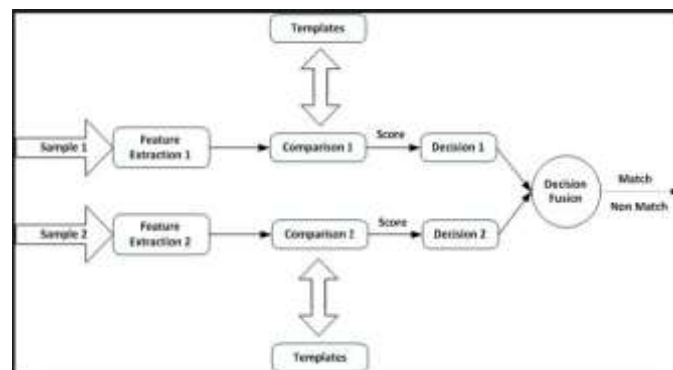 Templates
Sample 1
Feature
Extraction 1
Comparison 1
Score
Decision 1
Sample 2
Feature
Extraction 2
Comparison 2
Score
Decision 2
Decision
Fusion
Match
Non Match
Templates